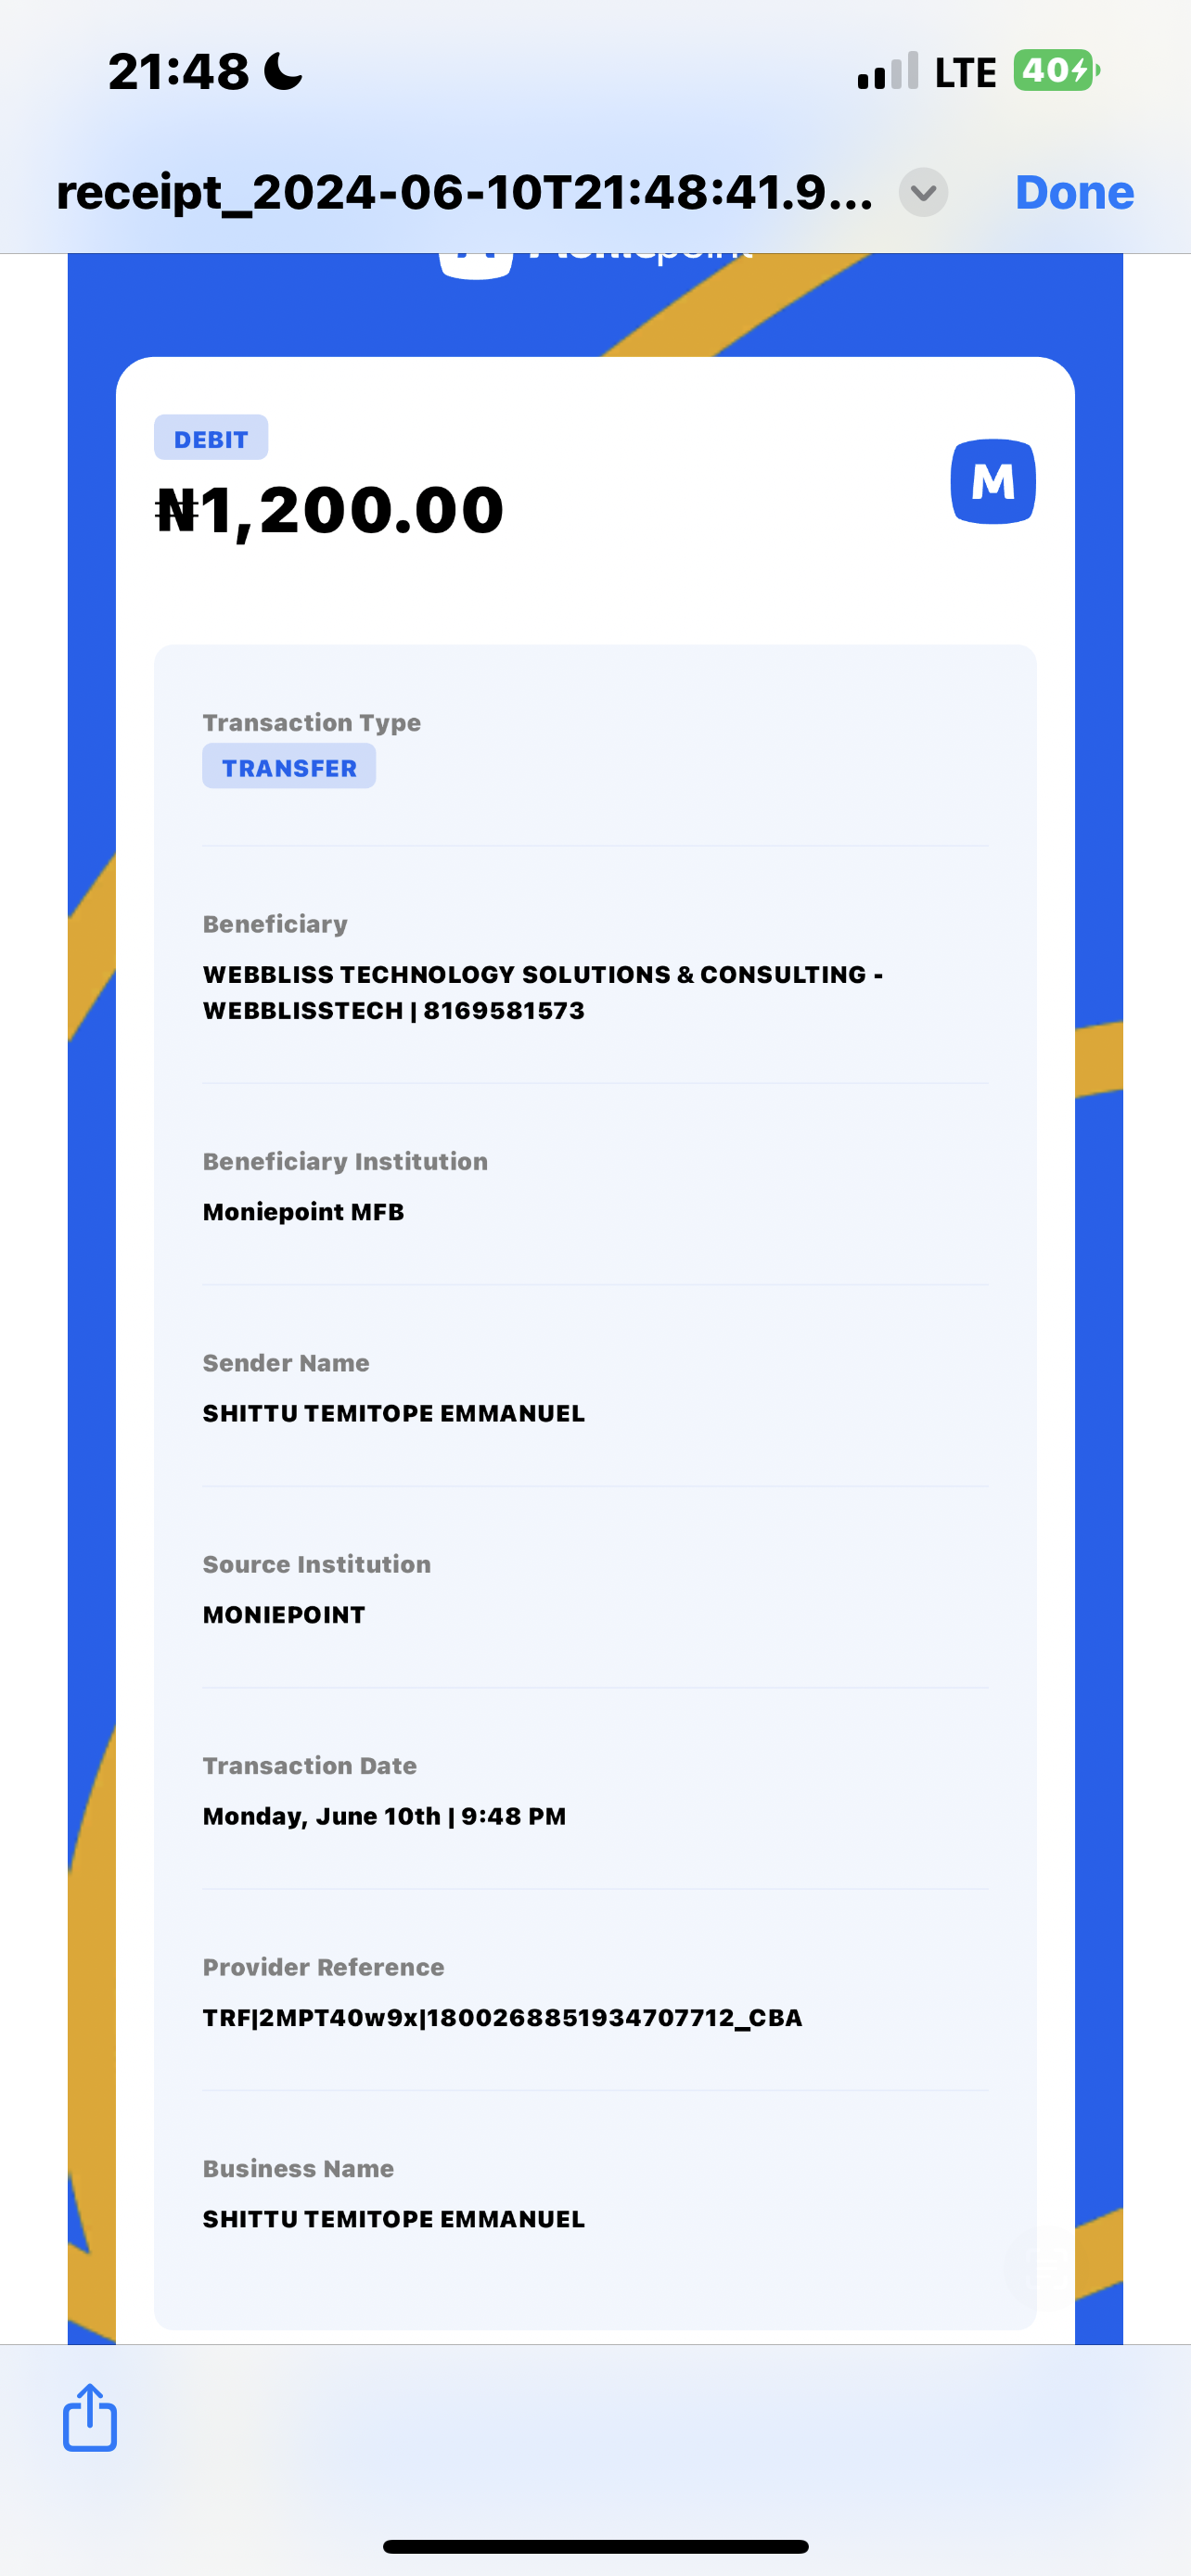 21:48
LTE
40
receipt_2024-06-10T21:48:41.9...
Done
Moniepoint
DEBIT
₦1,200.00
M
Transaction Type
TRANSFER
Beneficiary
WEBBLISS TECHNOLOGY SOLUTIONS & CONSULTING -
WEBBLISSTECH | 8169581573
Beneficiary Institution
Moniepoint MFB
Sender Name
SHITTU TEMITOPE EMMANUEL
Source Institution
MONIEPOINT
Transaction Date
Monday, June 10th | 9:48 PM
Provider Reference
TRF|2MPT40w9x|1800268851934707712_CBA
Business Name
SHITTU TEMITOPE EMMANUEL